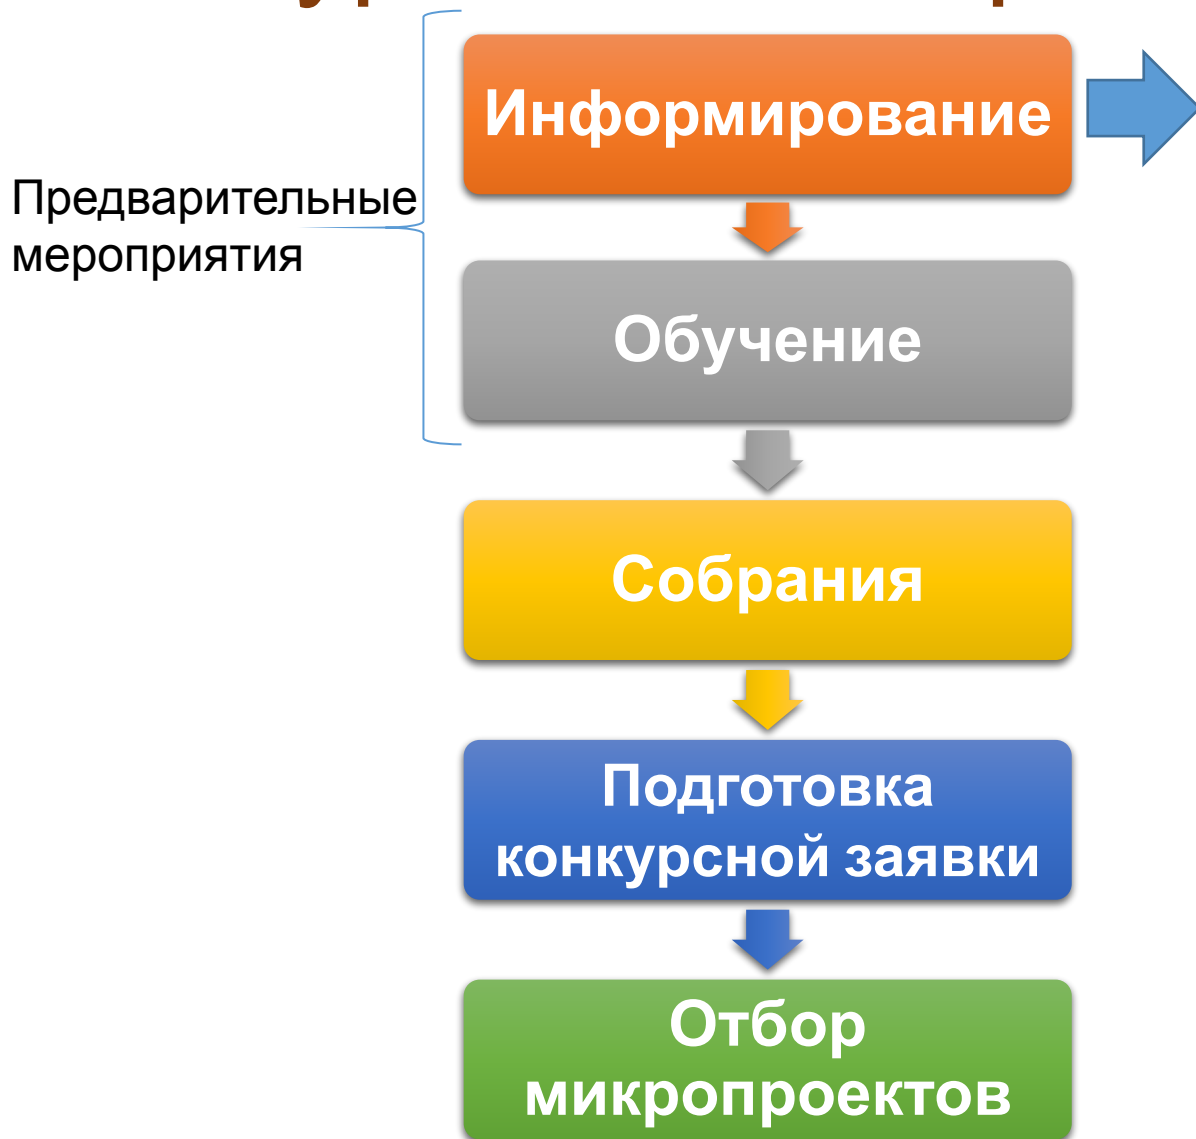 Информирование
Предварительные
мероприятия
Обучение
Собрания
Подготовка
конкурсной заявки
Отбор
микропроектов